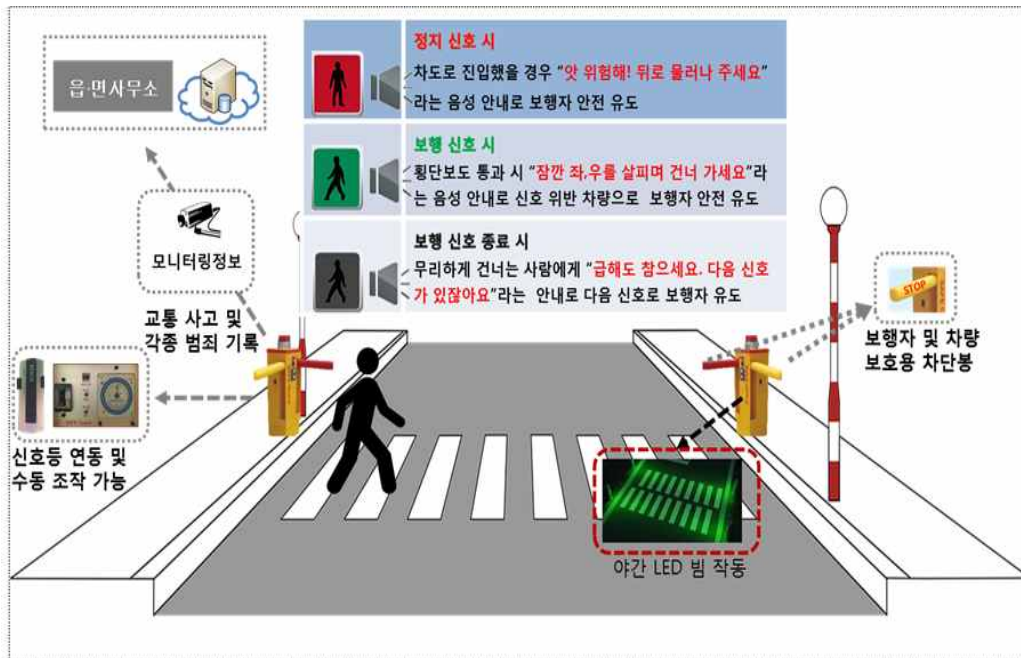 정지 신호 시
차도로 진입했을 경우 “앗 위험해! 뒤로 물러나 주세요”
라는 음성 안내로 보행자 안전 유도
보행 신호 시
횡단보도 통과 시 “잠깐 좌,우를 살피며 건너 가세요”라
는 음성 안내로 신호 위반 차량으로 보행자 안전 유도
보행 신호 종료 시
무리하게 건너는 사람에게 “급해도 참으세요. 다음 신호
가 있잖아요”라는 안내로 다음 신호로 보행자 유도
읍·면사무소
모니터링정보
교통 사고 및
각종 범죄 기록
신호등 연동 및
수동 조작 가능
STOP
보행자 및 차량
보호용 차단봉
야간 LED 빔 작동